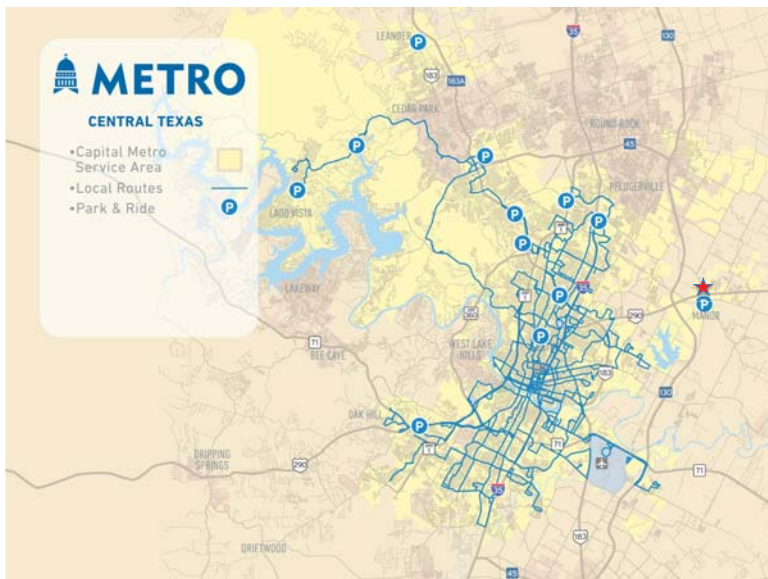 METRO
CENTRAL TEXAS
•Capital Metro
Service Area
•Local Routes
•Park & Ride
P
LEANDER
P
35
130
183
183A
CEDAR PARK
ROUND ROCK
45
P
P
P
LAGO VISTA
PFLUGERVILLE
P
P
P
1
P
LAKEWAY
P
35
1
360
290
P
MANOR
P
71
BEE CAVE
WEST LAKE
HILLS
183
130
OAK HILL
P
1
71
DRIPPING
SPRINGS
290
71
35
183
DRIFTWOOD
45